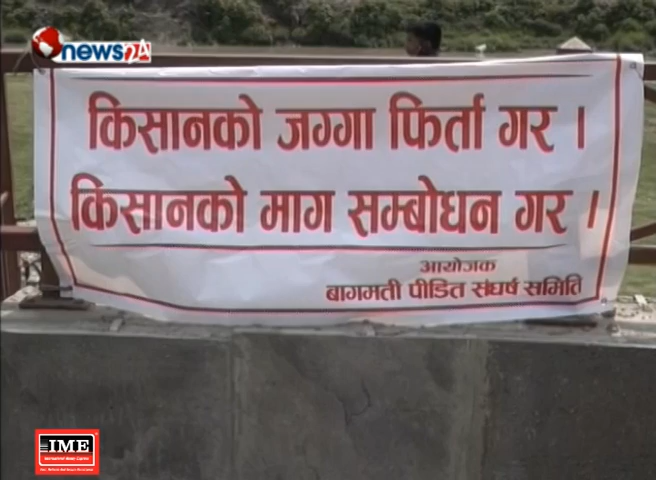 news24
किसानको जग्गा फिर्ता गर ।
किसानको माग सम्बोधन गर ।
आयोजक
बागमती पीडित संघर्ष समिति
IME